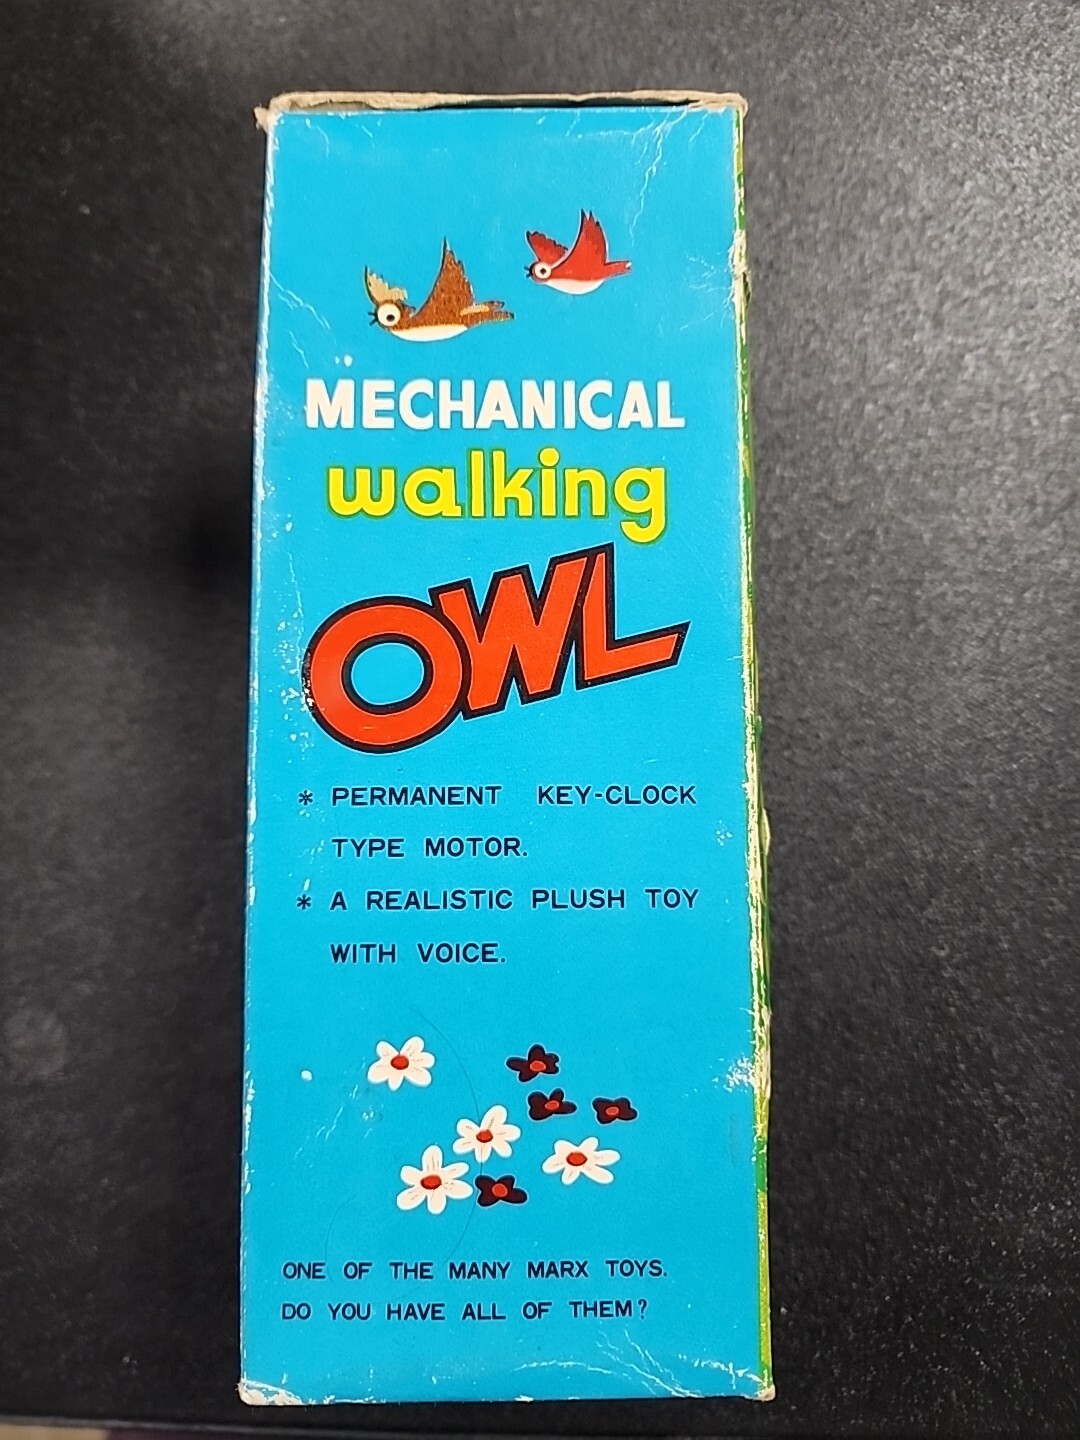 MECHANICAL
walking
OWL
* PERMANENT KEY-CLOCK
TYPE MOTOR.
* A REALISTIC PLUSH TOY
WITH VOICE.
ONE OF THE MANY MARX TOYS.
DO YOU HAVE ALL OF THEM?